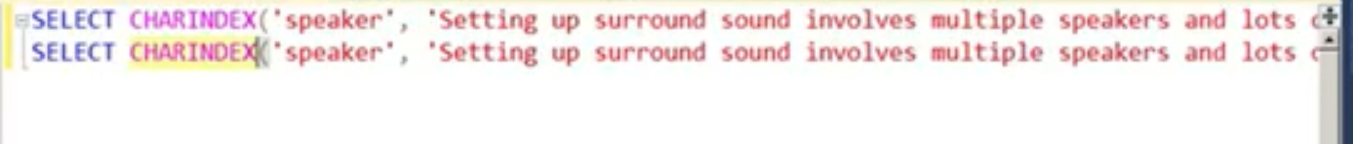 SELECT CHARINDEX('speaker', 'Setting up surround sound involves multiple speakers and lots
SELECT CHARINDEX('speaker', 'Setting up surround sound involves multiple speakers and lots